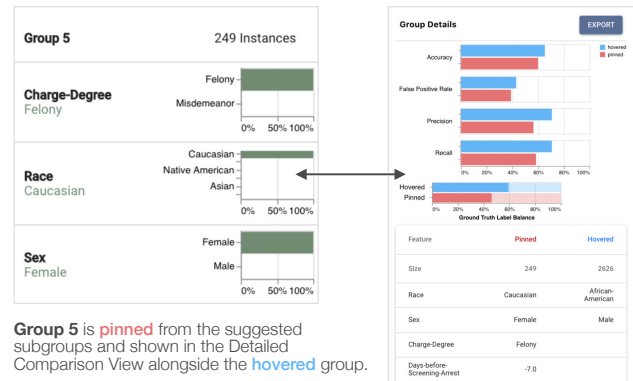 Group 5 249 Instances
Charge-Degree
Felony
Felony
Misdemeanor
0% 50% 100%
Race
Caucasian
Caucasian
Native American
Asian
0% 50% 100%
Sex
Female
Female
Male
0% 50% 100%
Group 5 is pinned from the suggested
subgroups and shown in the Detailed
Comparison View alongside the hovered group.
Group Details EXPORT
hovered
pinned
Accuracy
False Positive Rate
Precision
Recall
0% 20% 40% 60% 80% 100%
Hovered
Pinned
0% 20% 40% 60% 80% 100%
Ground Truth Label Balance
Feature Pinned Hovered
Size 249 2626
Race Caucasian African-
American
Sex Female Male
Charge-Degree Felony
Days-before-
Screening-Arrest -7.0